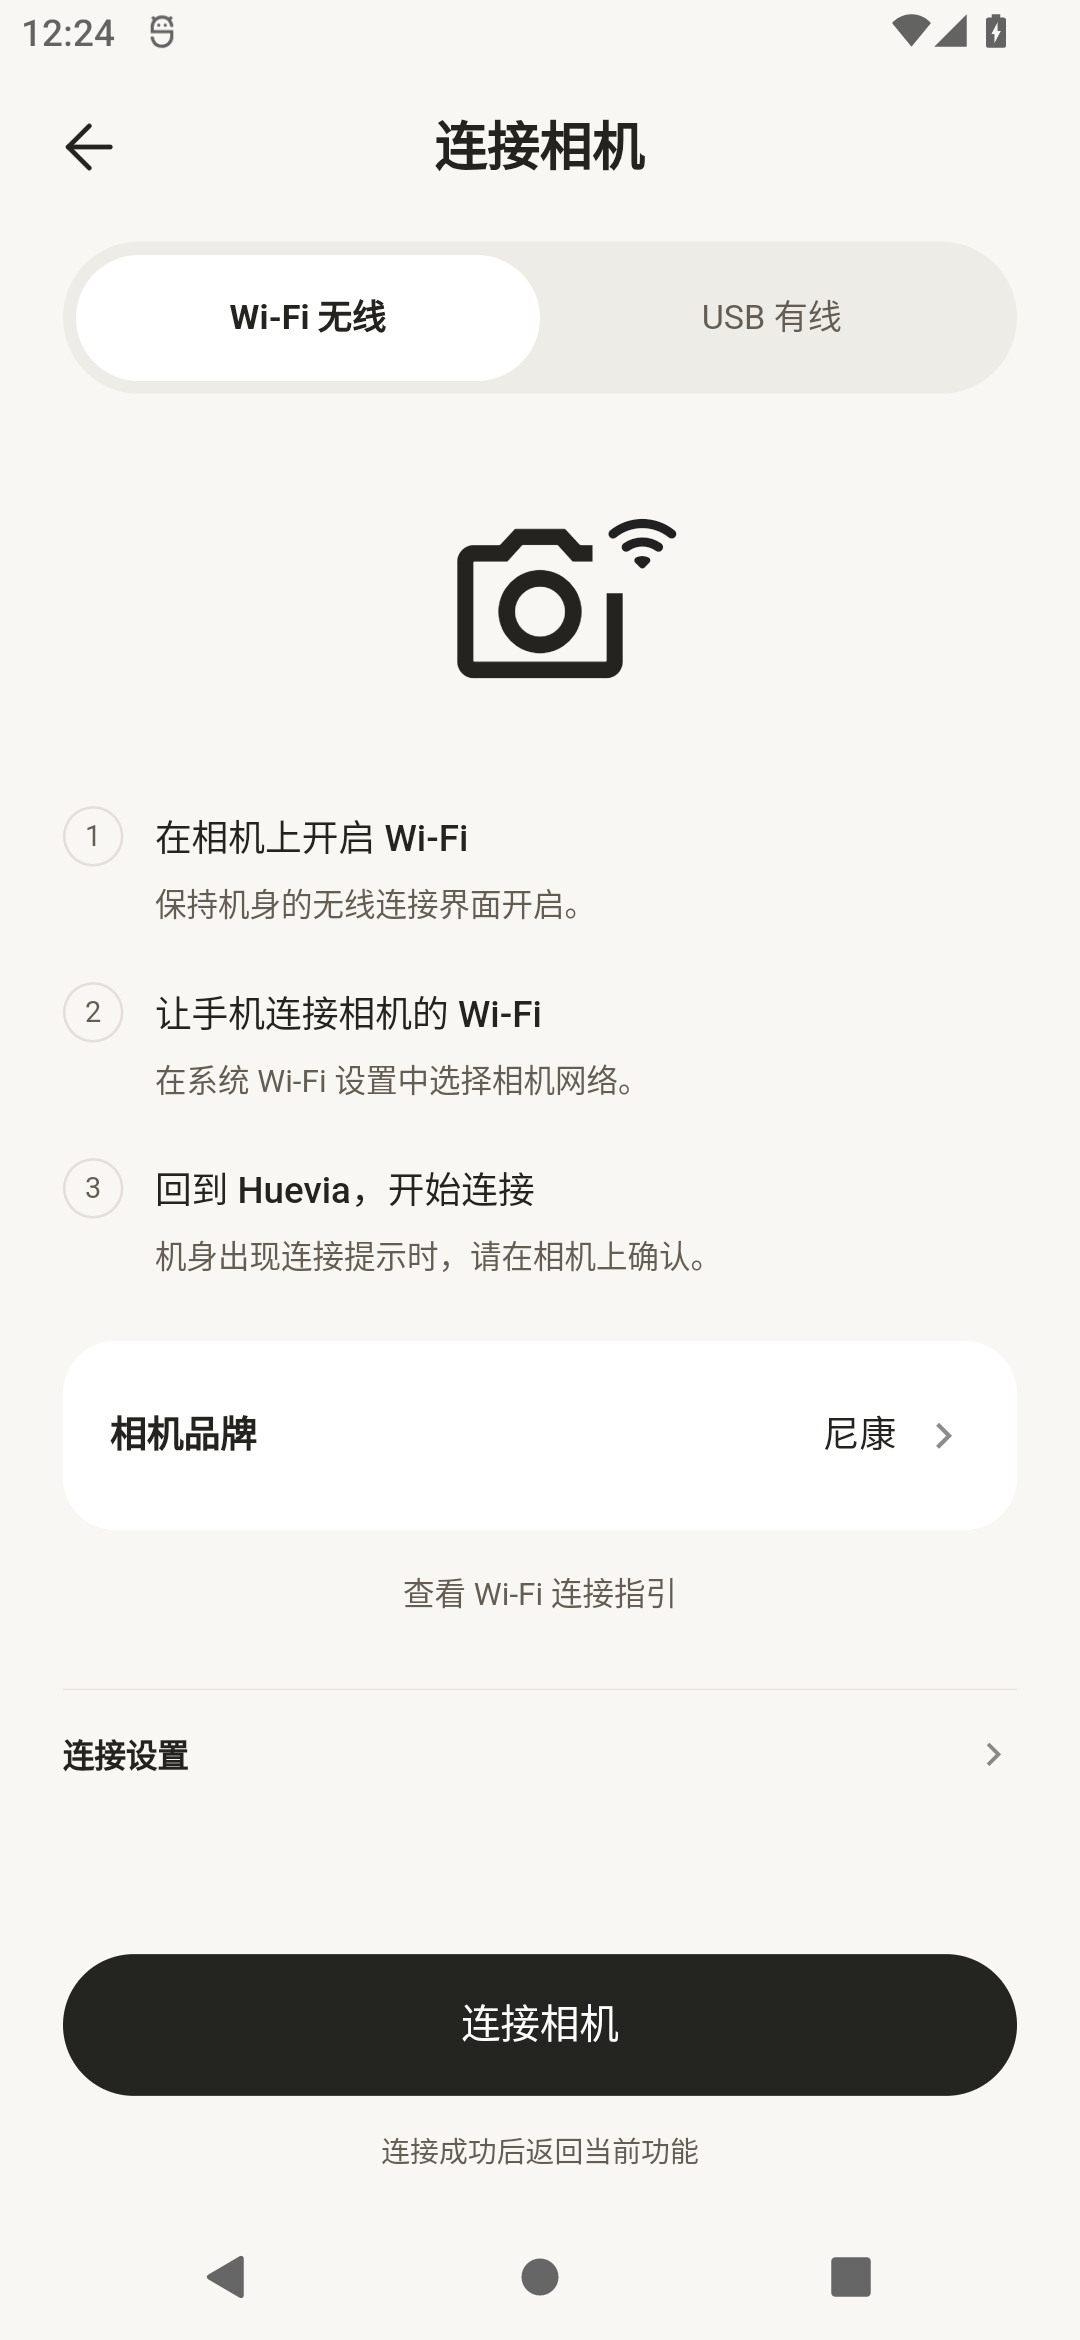 12:24
连接相机
Wi-Fi 无线
USB 有线
1
在相机上开启 Wi-Fi
保持机身的无线连接界面开启。
2
让手机连接相机的 Wi-Fi
在系统 Wi-Fi 设置中选择相机网络。
3
回到 Huevia，开始连接
机身出现连接提示时，请在相机上确认。
相机品牌
尼康
查看 Wi-Fi 连接指引
连接设置
连接相机
连接成功后返回当前功能